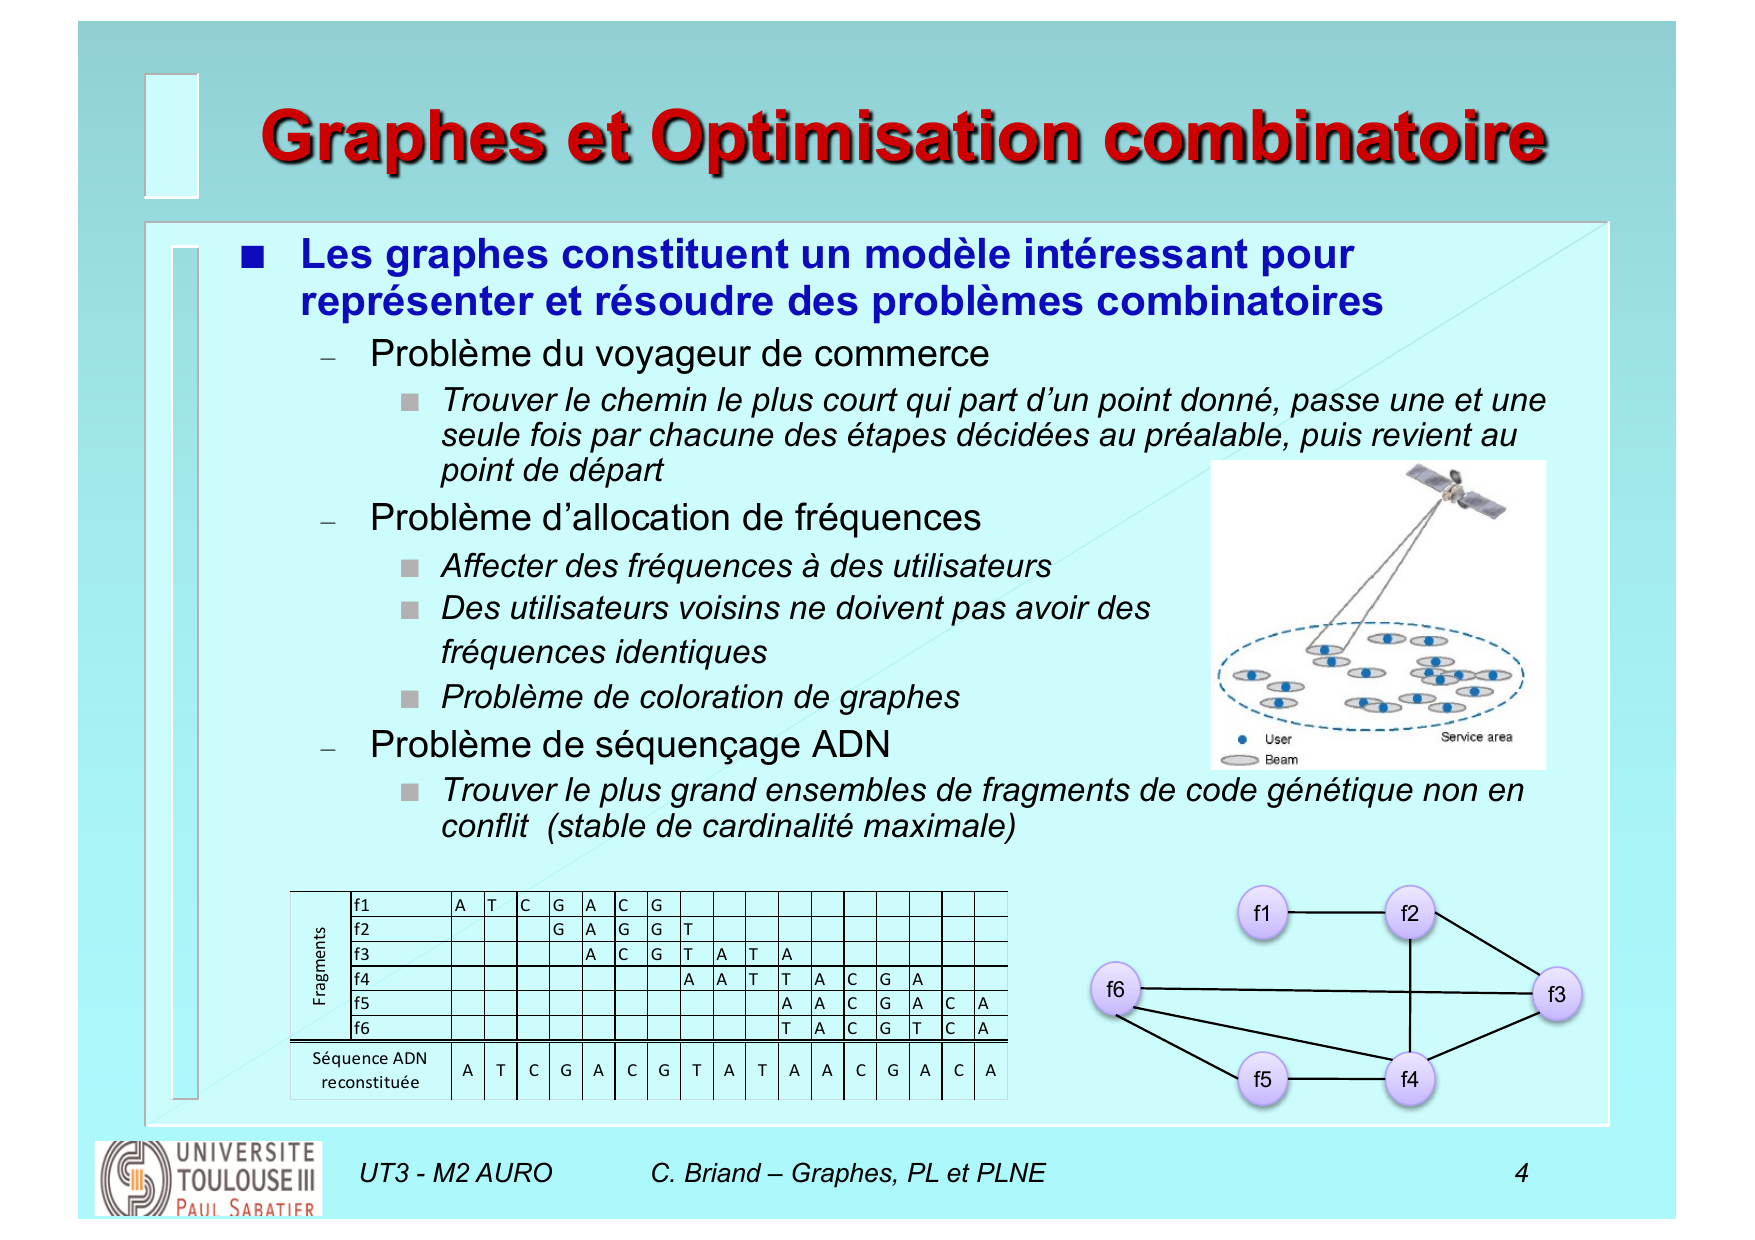 Graphes et Optimisation combinatoire
Les graphes constituent un modèle intéressant pour
représenter et résoudre des problèmes combinatoires
– Problème du voyageur de commerce
Trouver le chemin le plus court qui part d’un point donné, passe une et une
seule fois par chacune des étapes décidées au préalable, puis revient au
point de départ
– Problème d’allocation de fréquences
Affecter des fréquences à des utilisateurs
Des utilisateurs voisins ne doivent pas avoir des
fréquences identiques
Problème de coloration de graphes
User
Service area
Beam
– Problème de séquençage ADN
Trouver le plus grand ensembles de fragments de code génétique non en
conflit (stable de cardinalité maximale)
Fragments
f1 A T C G A C G
f2 G A G G T
f3 A C G T A T A
f4 A A T T A C G A
f5 A A C G A C A
f6 T A C G T C A
Séquence ADN
reconstituée
A T C G A C G T A T A A C G A C A
f1 f2
f6 f3
f5 f4
UNIVERSITE
TOULOUSE III
PAUL SABATIER
UT3 - M2 AURO C. Briand – Graphes, PL et PLNE 4